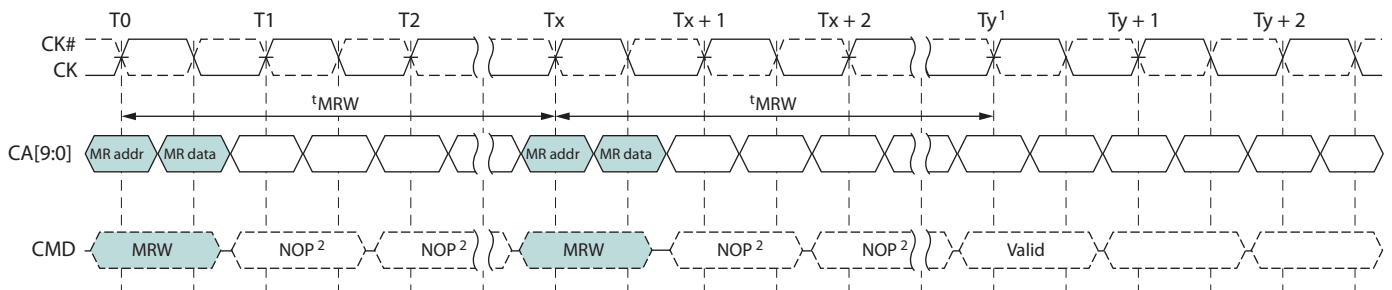 T0 T1 T2 Tx Tx + 1 Tx + 2 Ty1 Ty + 1 Ty + 2
CK#
CK
tMRW tMRW
CA[9:0] MR addr MR data MR addr MR data
CMD MRW NOP2 NOP2 MRW NOP2 NOP2 Valid